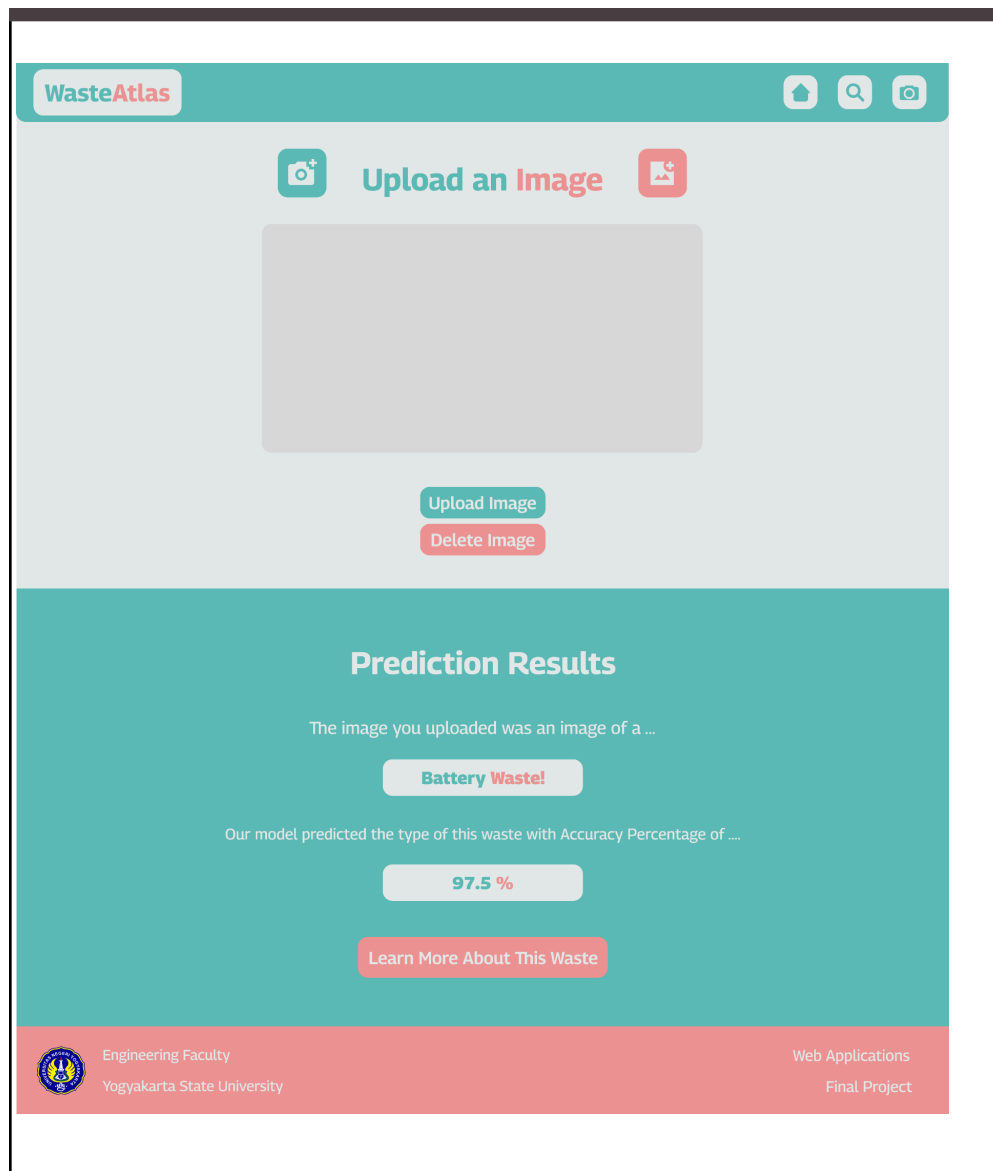 WasteAtlas
Upload an Image
Upload Image
Delete Image
Prediction Results
The image you uploaded was an image of a ...
Battery Waste!
Our model predicted the type of this waste with Accuracy Percentage of ....
97.5 %
Learn More About This Waste
Engineering Faculty
Yogyakarta State University
Web Applications
Final Project